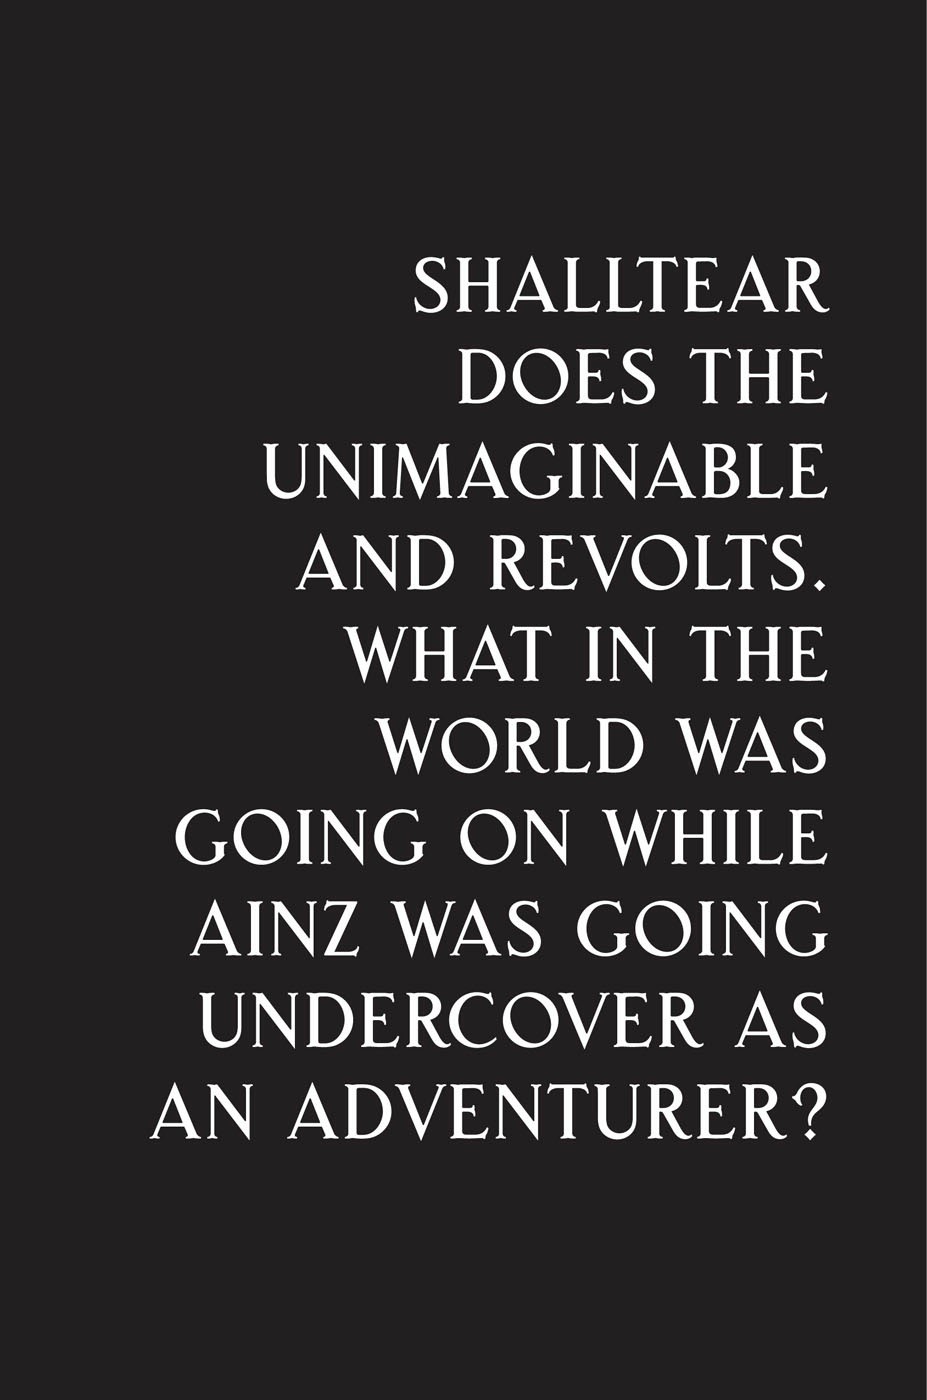 SHALLTEAR
DOES THE
UNIMAGINABLE
AND REVOLTS.
WHAT IN THE
WORLD WAS
GOING ON WHILE
AINZ WAS GOING
UNDERCOVER AS
AN ADVENTURER?